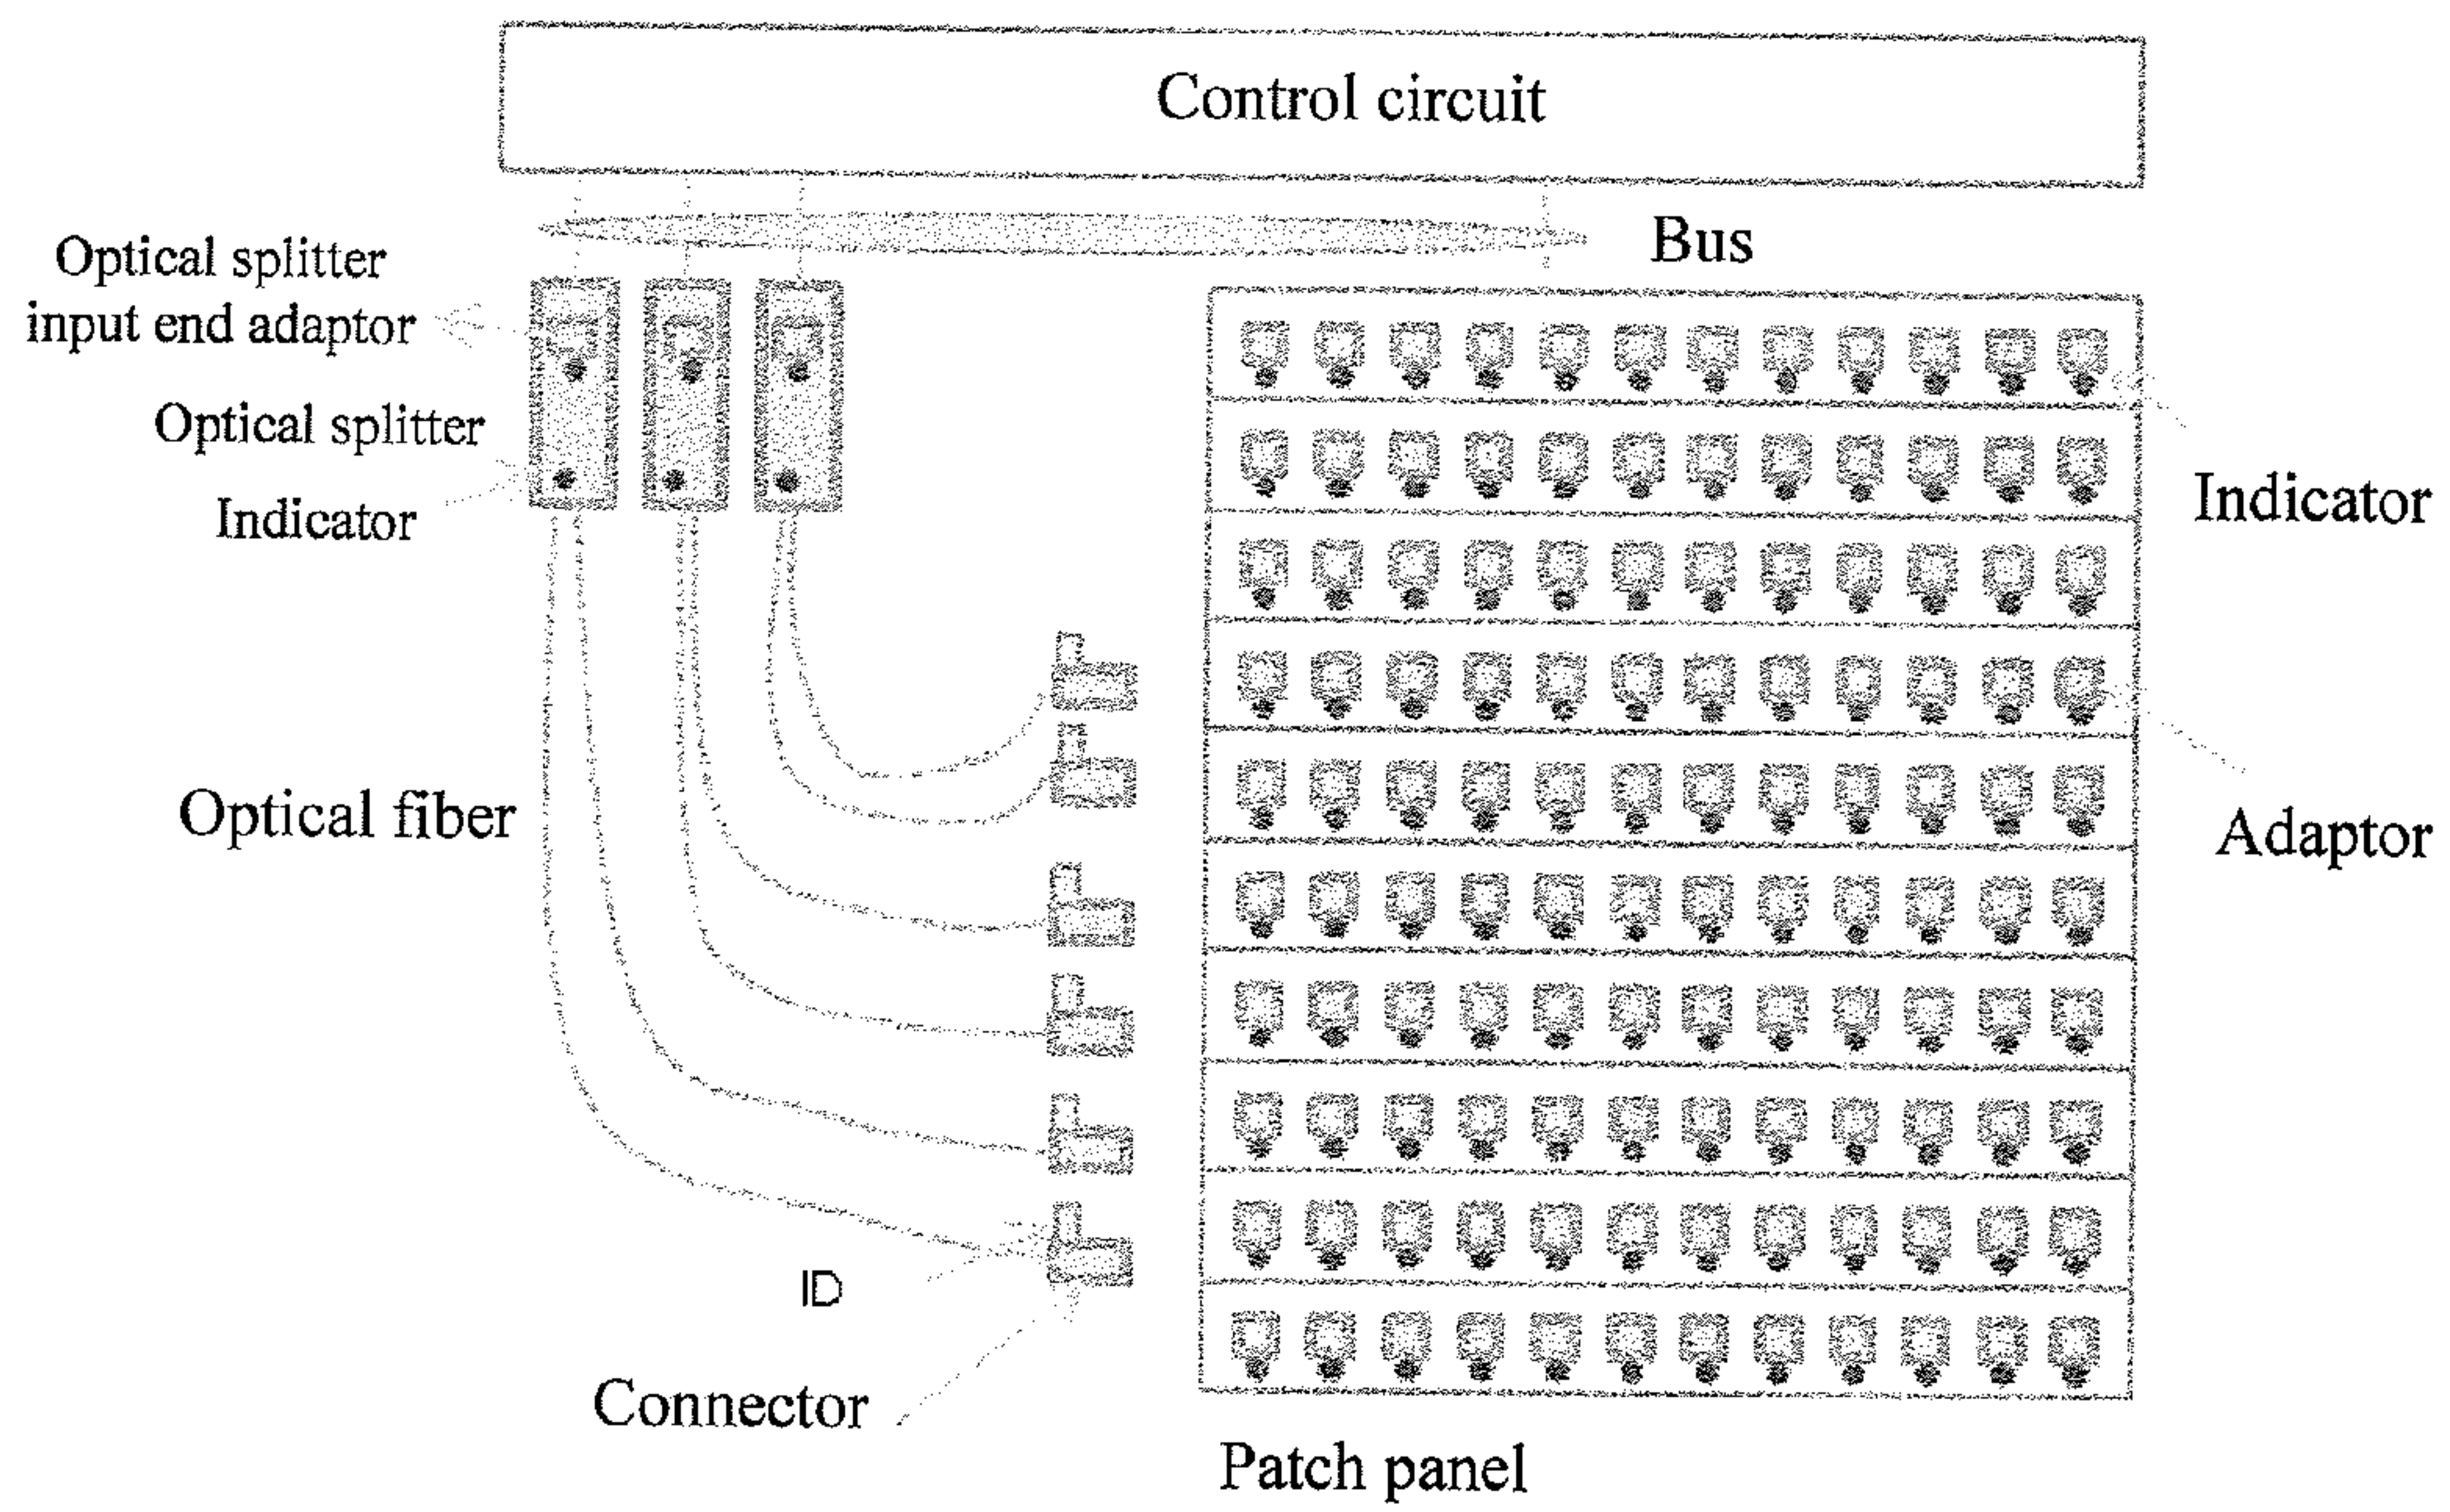 Control circuit
Bus
Optical splitter
input end adaptor
Optical splitter
Indicator
Indicator
Optical fiber
Adaptor
ID
Connector
Patch panel